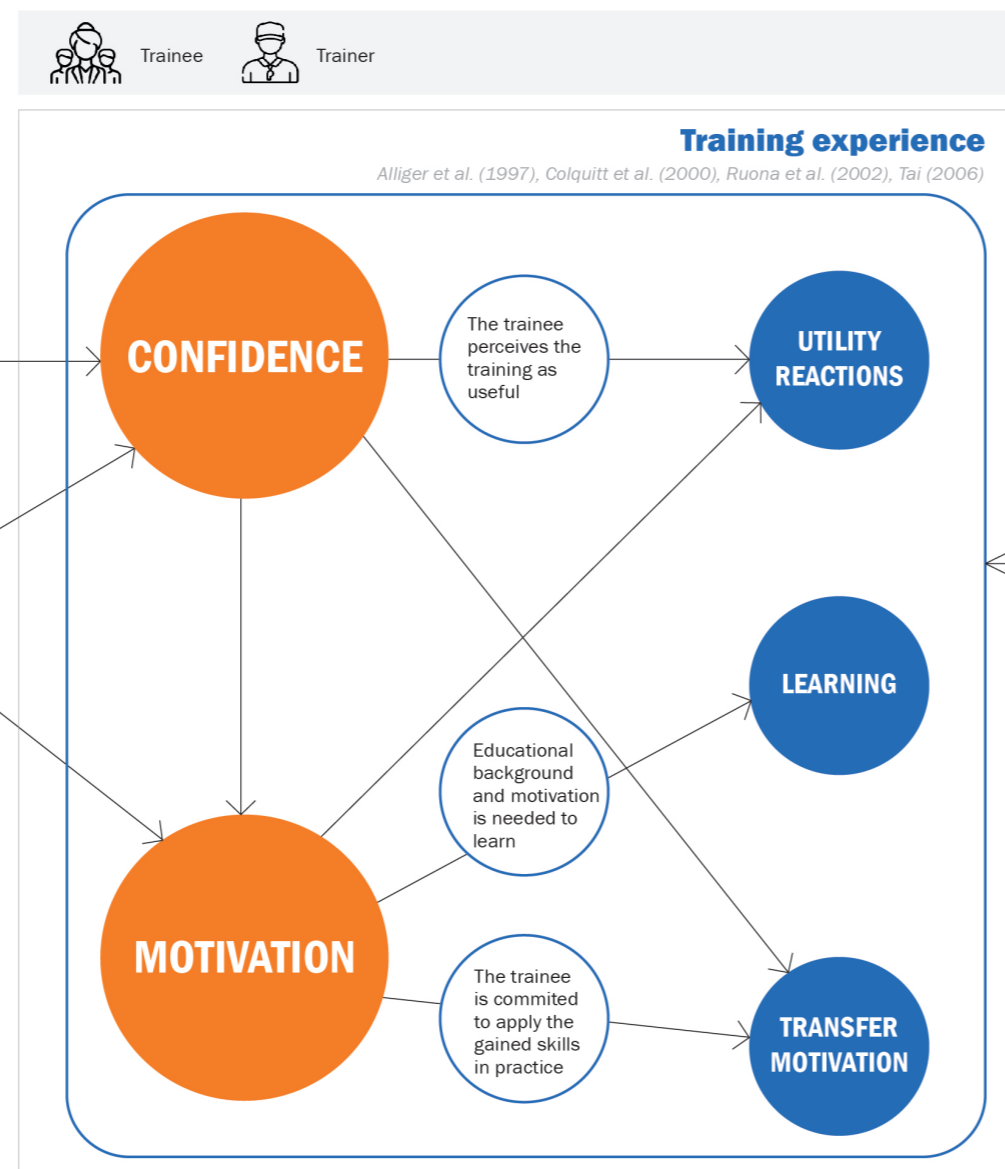 Trainee
Trainer
Training experience
Alliger et al. (1997), Colquitt et al. (2000), Ruona et al. (2002), Tai (2006)
CONFIDENCE
The trainee
perceives the
training as
useful
UTILITY
REACTIONS
LEARNING
Educational
background
and motivation
is needed to
learn
MOTIVATION
The trainee
is commited
to apply the
gained skills
in practice
TRANSFER
MOTIVATION